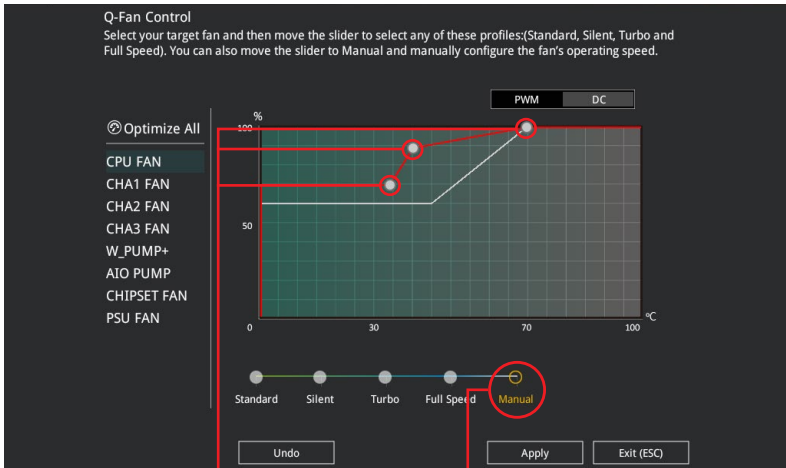 Q-Fan Control
Select your target fan and then move the slider to select any of these profiles:(Standard, Silent, Turbo and
Full Speed). You can also move the slider to Manual and manually configure the fan's operating speed.
PWM DC
%
Optimize All
100
CPU FAN
CHA1 FAN
CHA2 FAN
CHA3 FAN
50
W_PUMP+
AIO PUMP
CHIPSET FAN
PSU FAN
°C
0 30 70 100
Standard Silent Turbo Full Speed Manual
Undo Apply Exit (ESC)